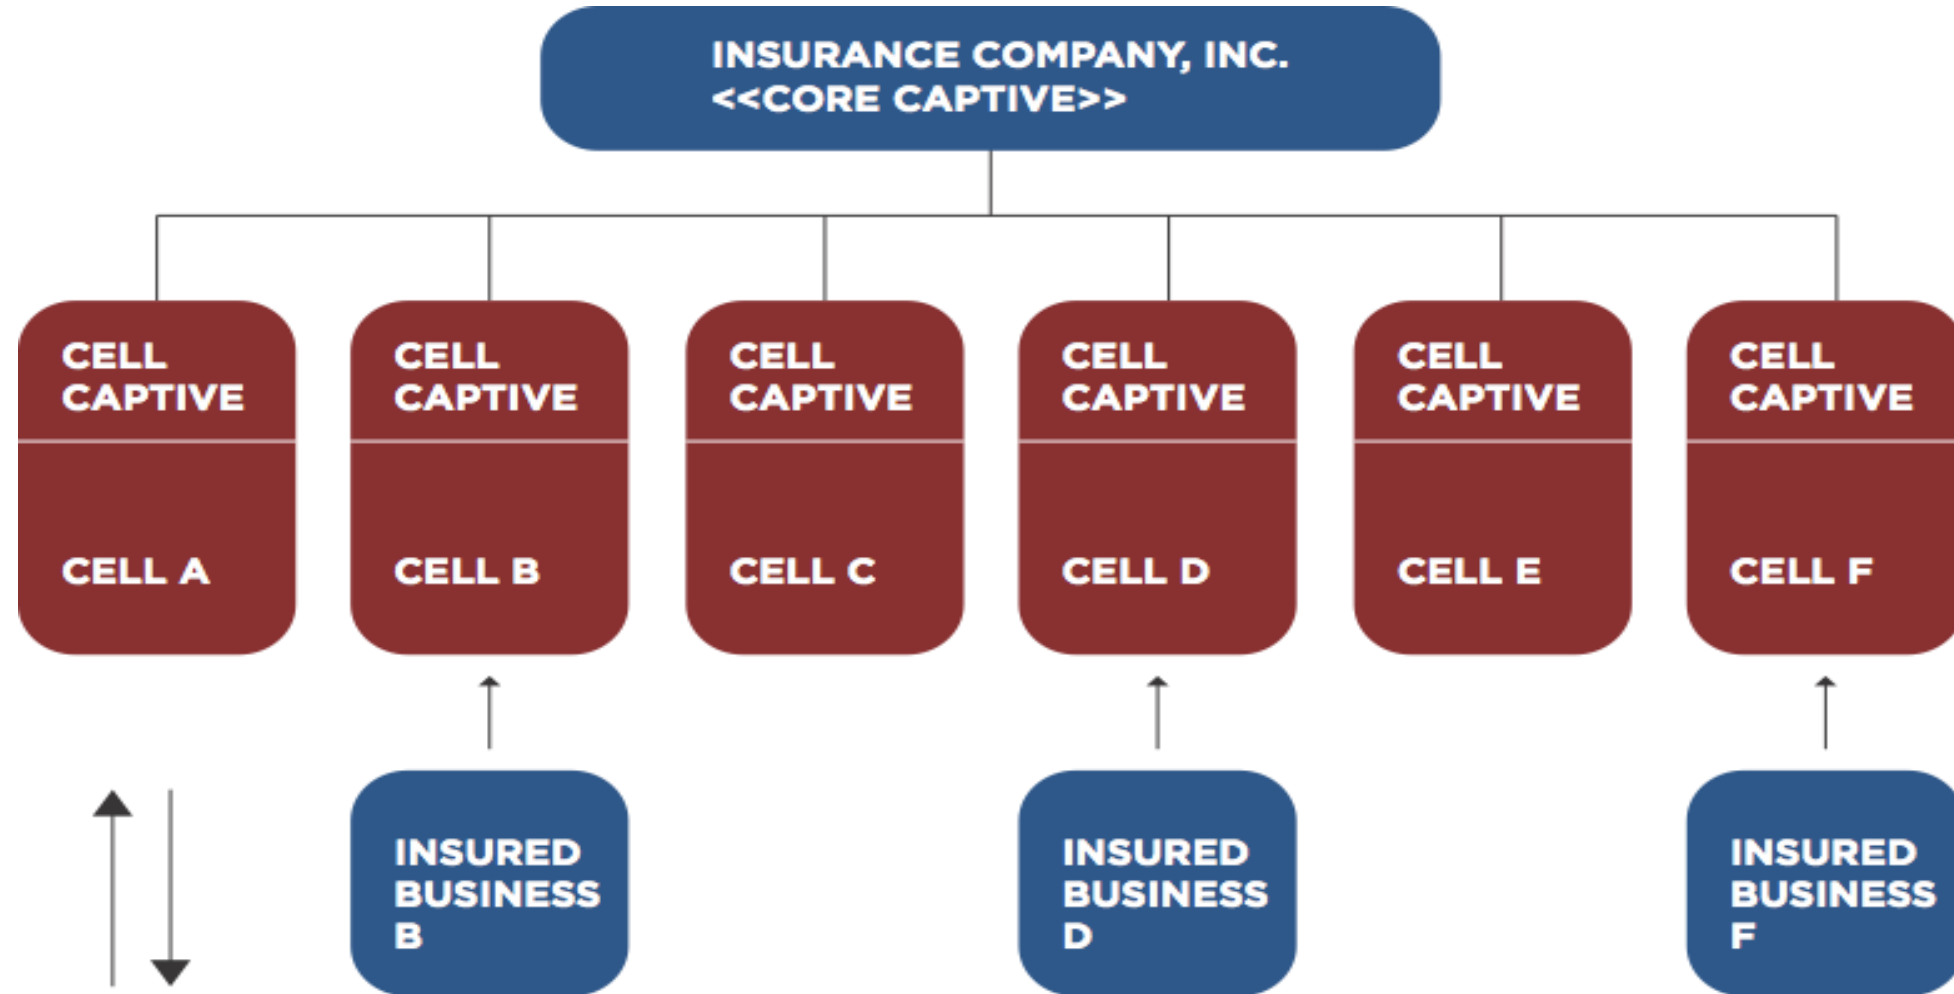 INSURANCE COMPANY, INC.
<<CORE CAPTIVE>>
CELL
CAPTIVE
CELL A
CELL
CAPTIVE
CELL B
CELL
CAPTIVE
CELL C
CELL
CAPTIVE
CELL D
CELL
CAPTIVE
CELL E
CELL
CAPTIVE
CELL F
INSURED
BUSINESS
B
INSURED
BUSINESS
D
INSURED
BUSINESS
F